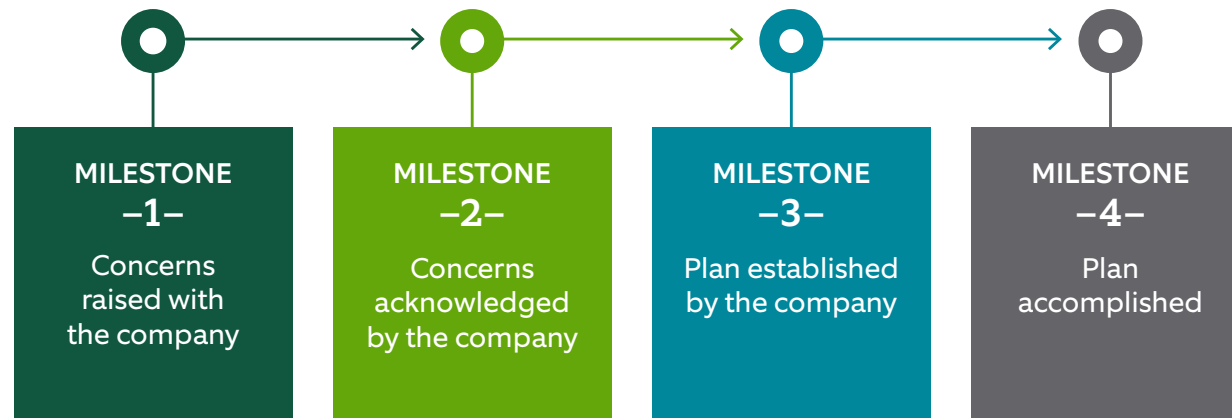 MILESTONE
–1–
Concerns
raised with
the company
MILESTONE
–2–
Concerns
acknowledged
by the company
MILESTONE
–3–
Plan established
by the company
MILESTONE
–4–
Plan
accomplished